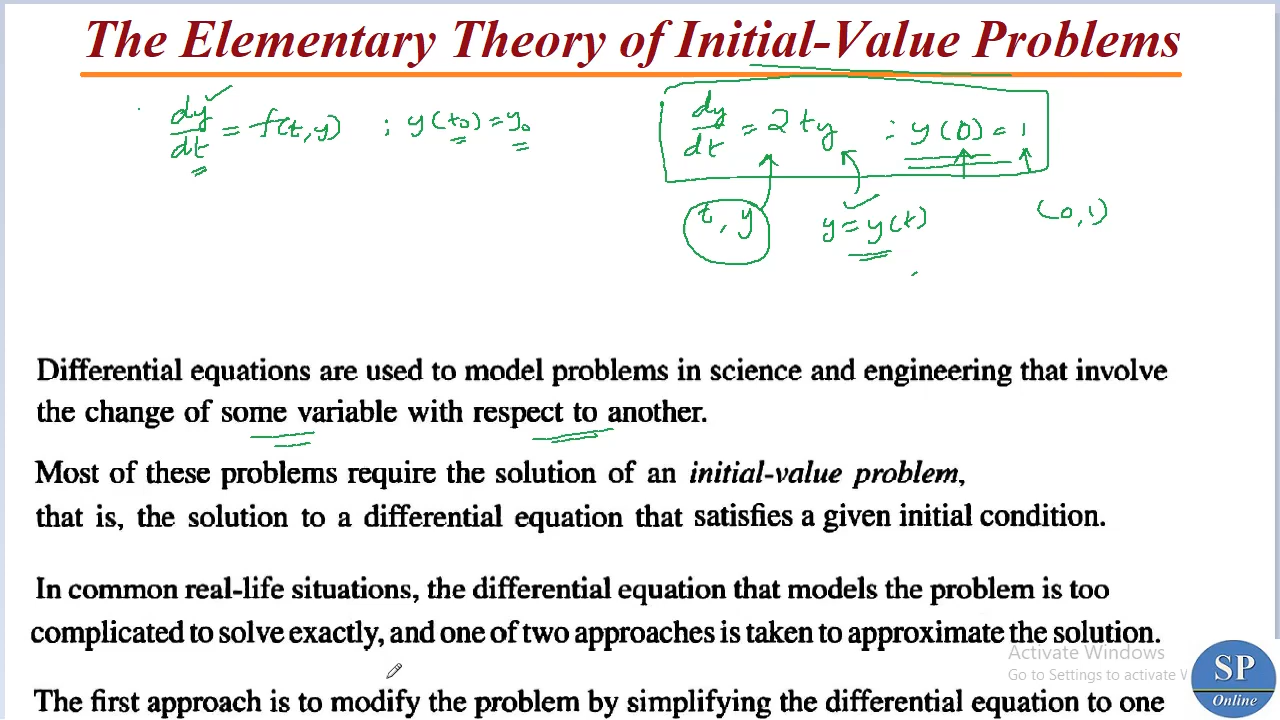 The Elementary Theory of Initial-Value Problems
dy/dt = f(t, y) ; y(t₀) = y₀
dy/dt = 2ty ; y(0) = 1
t, y
y = y(t)
(0,1)
Differential equations are used to model problems in science and engineering that involve
the change of some variable with respect to another.
Most of these problems require the solution of an initial-value problem,
that is, the solution to a differential equation that satisfies a given initial condition.
In common real-life situations, the differential equation that models the problem is too
complicated to solve exactly, and one of two approaches is taken to approximate the solution.
Activate Windows
Go to Settings to activate W
The first approach is to modify the problem by simplifying the differential equation to one
SP
Online